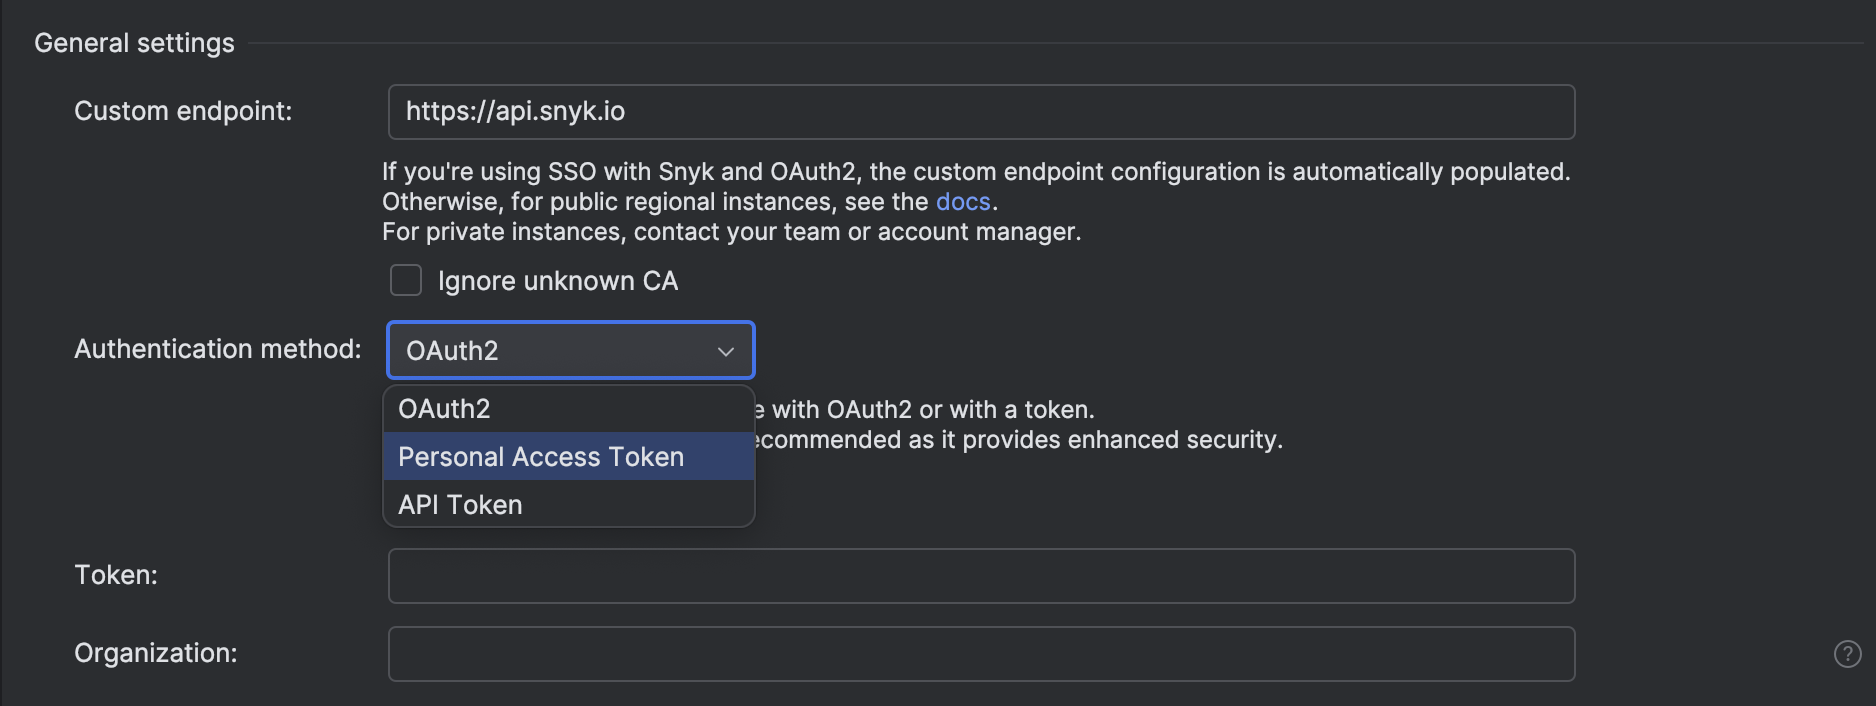 General settings
Custom endpoint:
https://api.snyk.io
If you're using SSO with Snyk and OAuth2, the custom endpoint configuration is automatically populated.
Otherwise, for public regional instances, see the docs.
For private instances, contact your team or account manager.
Ignore unknown CA
Authentication method:
OAuth2
OAuth2
with OAuth2 or with a token.
Personal Access Token
ecommended as it provides enhanced security.
API Token
Token:
Organization:
?